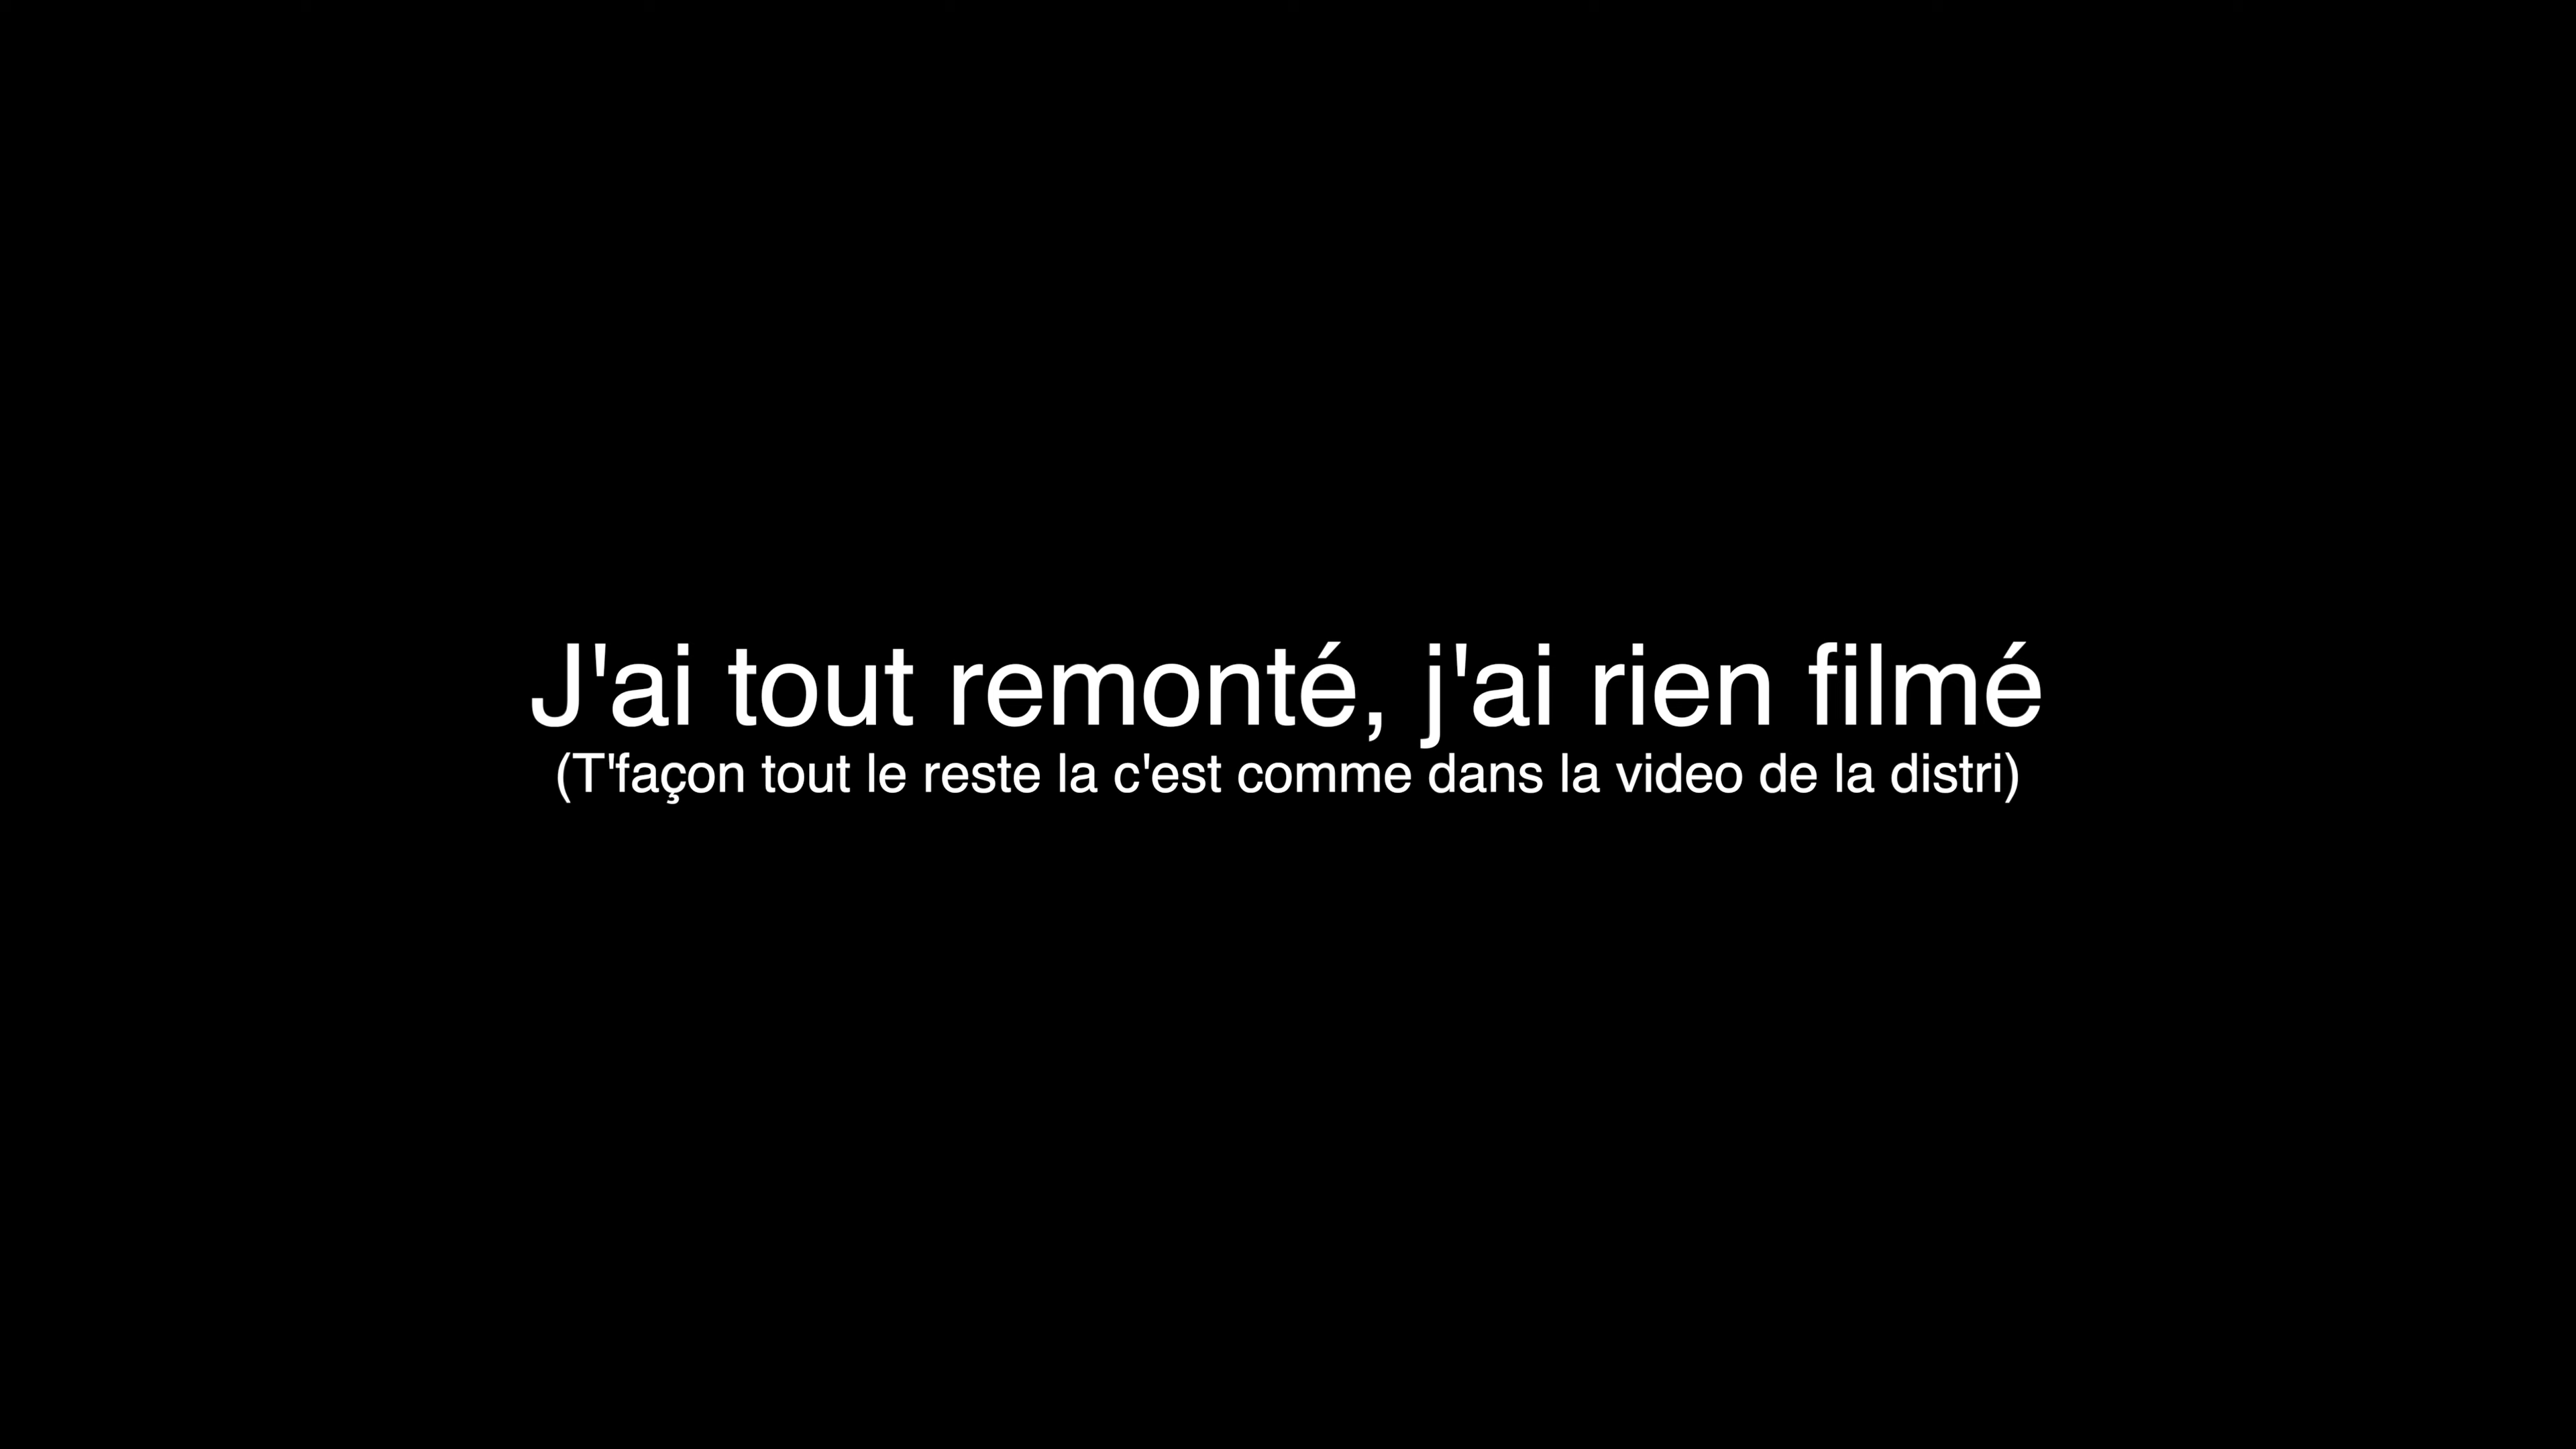 J'ai tout remonté, j'ai rien filmé
(T'façon tout le reste la c'est comme dans la video de la distri)